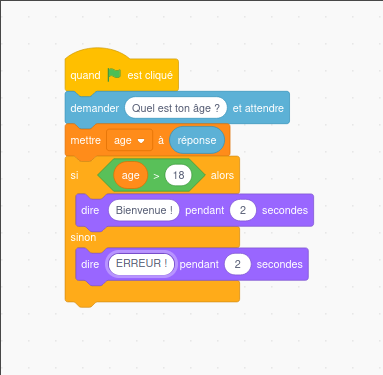 quand est cliqué
demander Quel est ton âge ? et attendre
mettre age à réponse
si age > 18 alors
dire Bienvenue ! pendant 2 secondes
sinon
dire ERREUR ! pendant 2 secondes